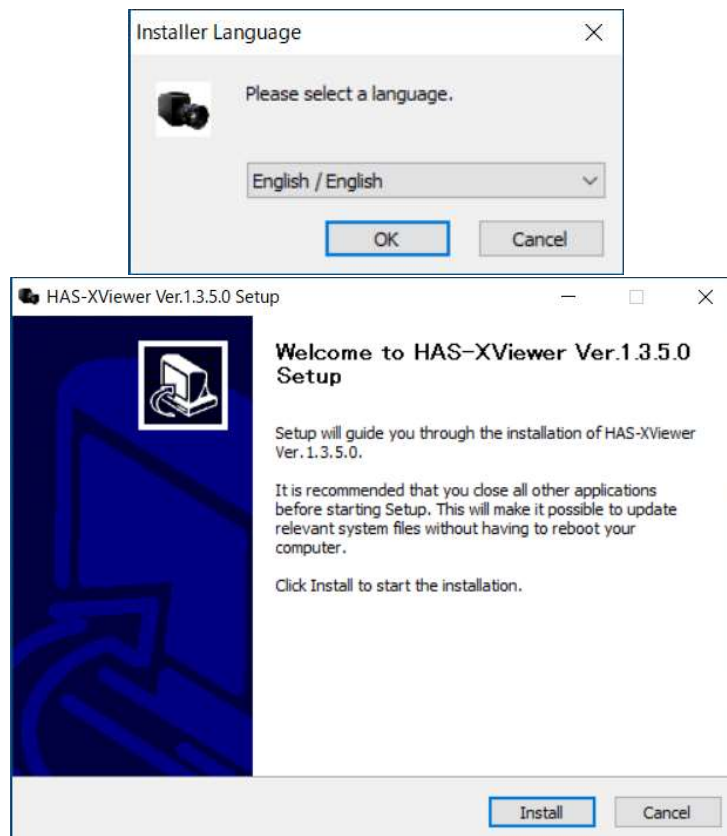 Installer Language
Please select a language.
English / English
OK Cancel
HAS-XViewer Ver.1.3.5.0 Setup
Welcome to HAS-XViewer Ver.1.3.5.0
Setup
Setup will guide you through the installation of HAS-XViewer
Ver.1.3.5.0.
It is recommended that you close all other applications
before starting Setup. This will make it possible to update
relevant system files without having to reboot your
computer.
Click Install to start the installation.
Install Cancel